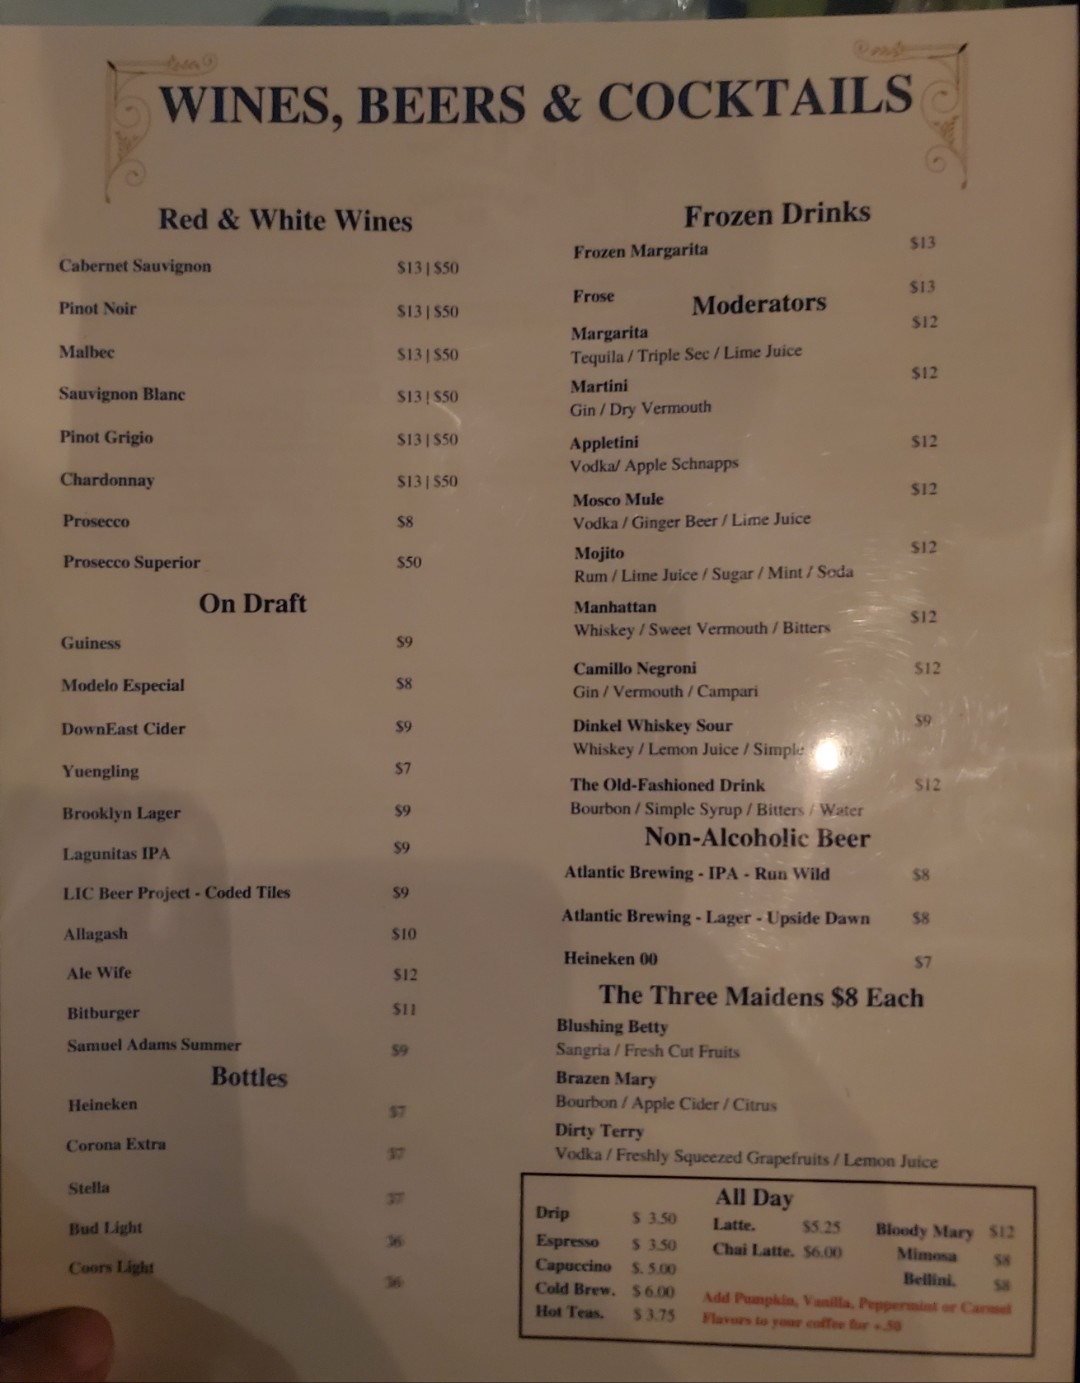 WINES, BEERS & COCKTAILS
Red & White Wines
Cabernet Sauvignon $13 | $50
Pinot Noir $13 | $50
Malbec $13 | $50
Sauvignon Blanc $13 | $50
Pinot Grigio $13 | $50
Chardonnay $13 | $50
Prosecco $8
Prosecco Superior $50
On Draft
Guiness $9
Modelo Especial $8
DownEast Cider $9
Yuengling $7
Brooklyn Lager $9
Lagunitas IPA $9
LIC Beer Project - Coded Tiles $9
Allagash $10
Ale Wife $12
Bitburger $11
Samuel Adams Summer $9
Bottles
Heineken $7
Corona Extra $7
Stella $7
Bud Light $6
Coors Light $6
Frozen Drinks
Frozen Margarita $13
Frose $13
Moderators
Margarita $12
Tequila / Triple Sec / Lime Juice
Martini $12
Gin / Dry Vermouth
Appletini $12
Vodka/ Apple Schnapps
Mosco Mule $12
Vodka / Ginger Beer / Lime Juice
Mojito $12
Rum / Lime Juice / Sugar / Mint / Soda
Manhattan $12
Whiskey / Sweet Vermouth / Bitters
Camillo Negroni $12
Gin / Vermouth / Campari
Dinkel Whiskey Sour $9
Whiskey / Lemon Juice / Simple
The Old-Fashioned Drink $12
Bourbon / Simple Syrup / Bitters / Water
Non-Alcoholic Beer
Atlantic Brewing - IPA - Run Wild $8
Atlantic Brewing - Lager - Upside Dawn $8
Heineken 00 $7
The Three Maidens $8 Each
Blushing Betty
Sangria / Fresh Cut Fruits
Brazen Mary
Bourbon / Apple Cider / Citrus
Dirty Terry
Vodka / Freshly Squeezed Grapefruits / Lemon Juice
All Day
Drip $ 3.50
Espresso $ 3.50
Capuccino $. 5.00
Cold Brew. $ 6.00
Hot Teas. $ 3.75
Latte. $5.25
Chai Latte. $6.00
Bloody Mary $12
Mimosa $8
Bellini. $8
Add Pumpkin, Vanilla, Peppermint or Carmel
Flavors to your coffee for +.50